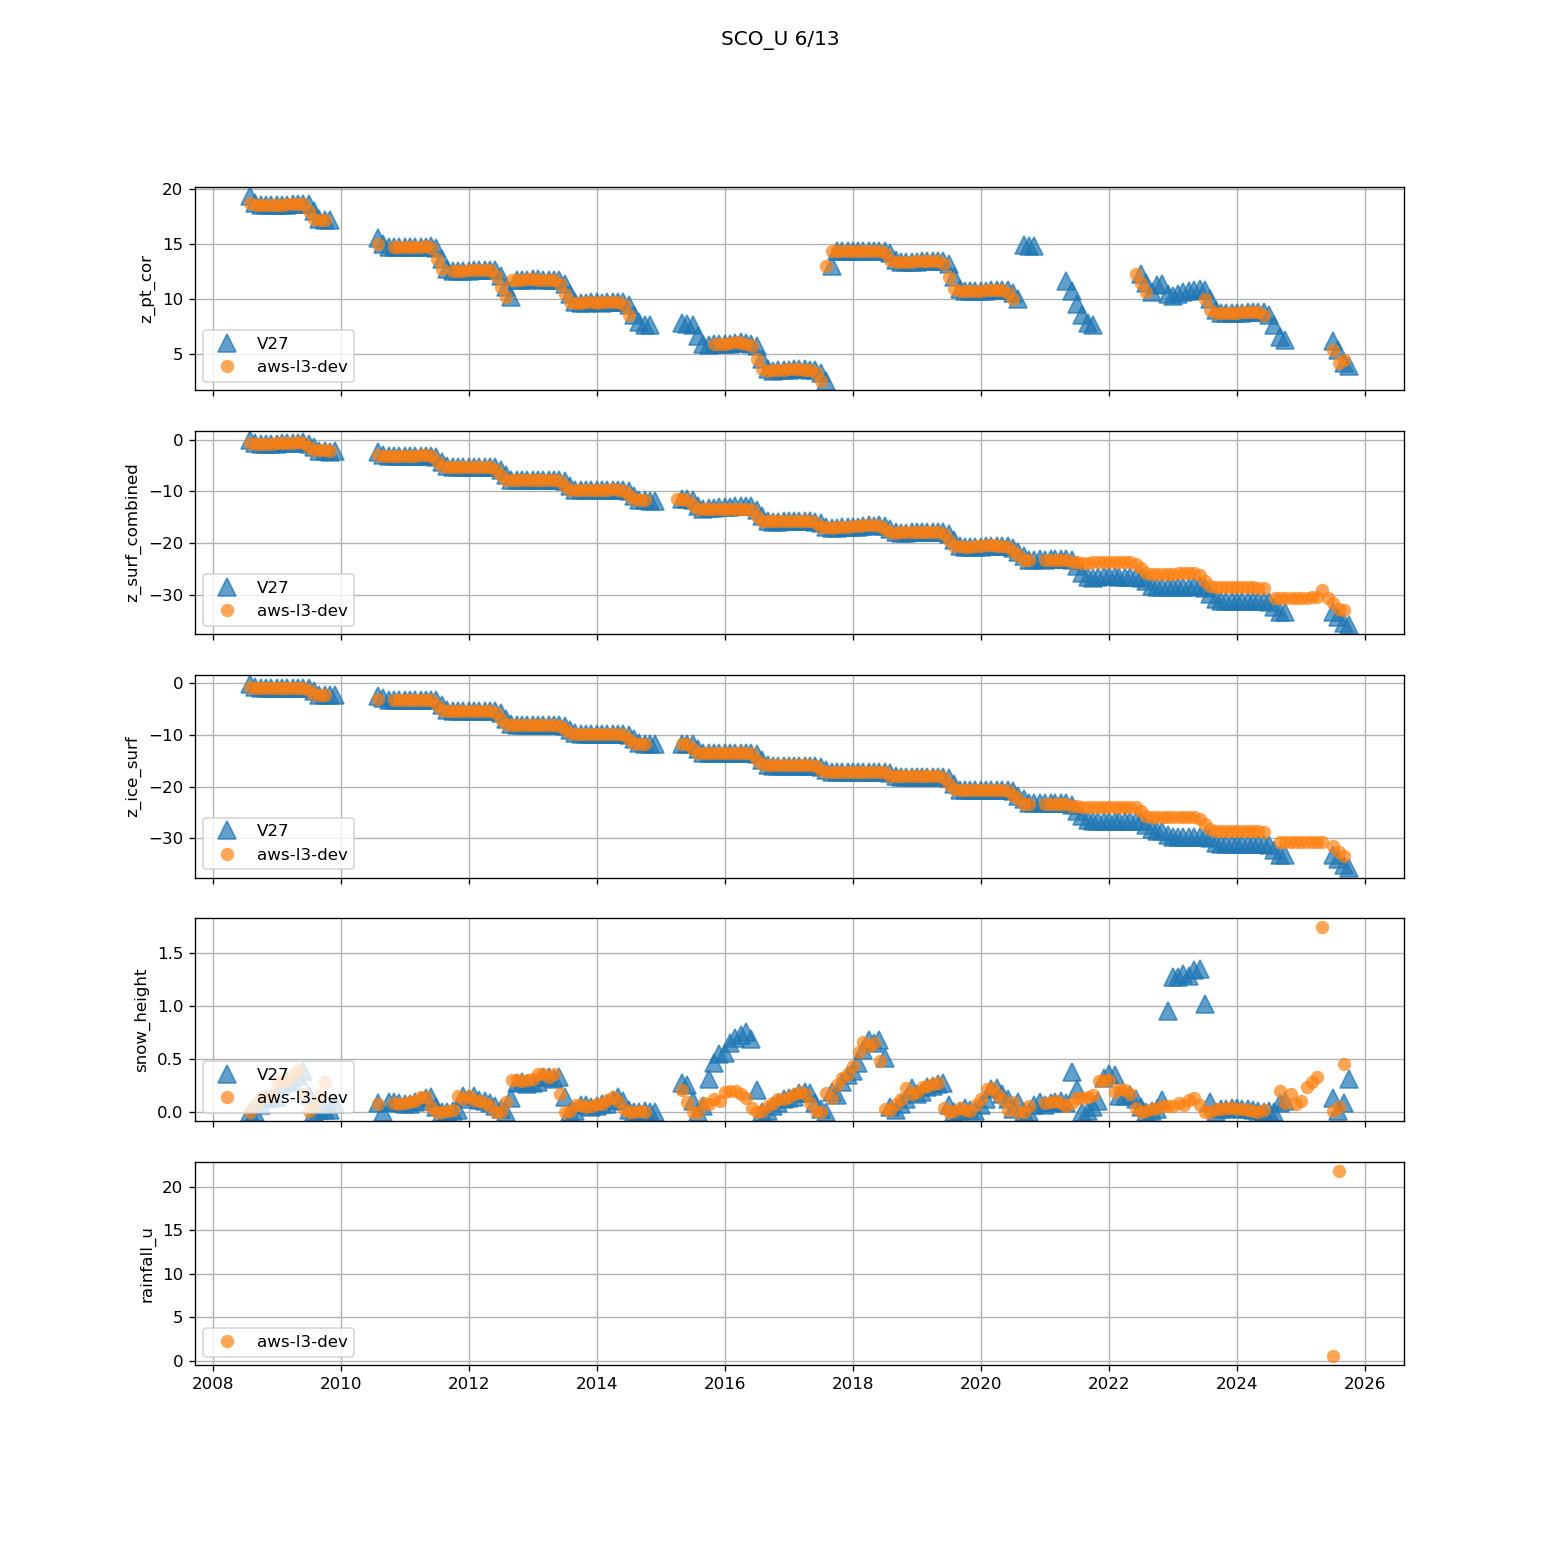 SCO_U 6/13
20
15
10
5
z_pt_cor
V27
aws-l3-dev
0
−10
−20
−30
z_surf_combined
V27
aws-l3-dev
0
−10
−20
−30
z_ice_surf
V27
aws-l3-dev
1.5
1.0
0.5
0.0
snow_height
V27
aws-l3-dev
20
15
10
5
0
rainfall_u
aws-l3-dev
2008 2010 2012 2014 2016 2018 2020 2022 2024 2026